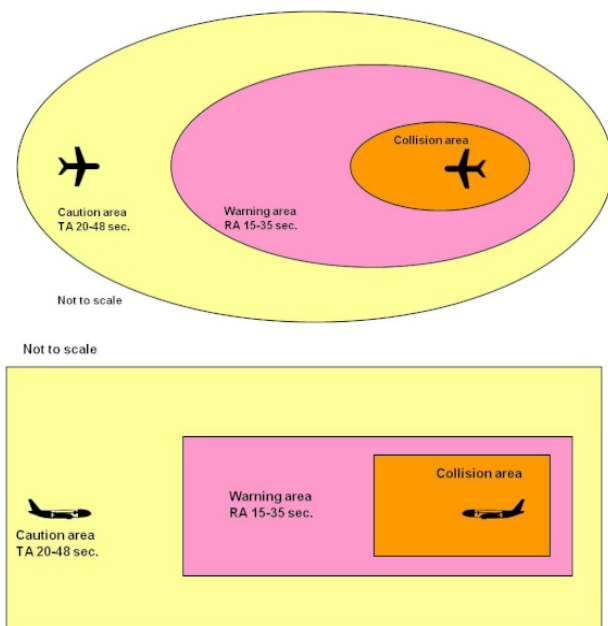 Collision area
Caution area
TA 20-48 sec.
Warning area
RA 15-35 sec.
Not to scale
Not to scale
Collision area
Warning area
RA 15-35 sec.
Caution area
TA 20-48 sec.